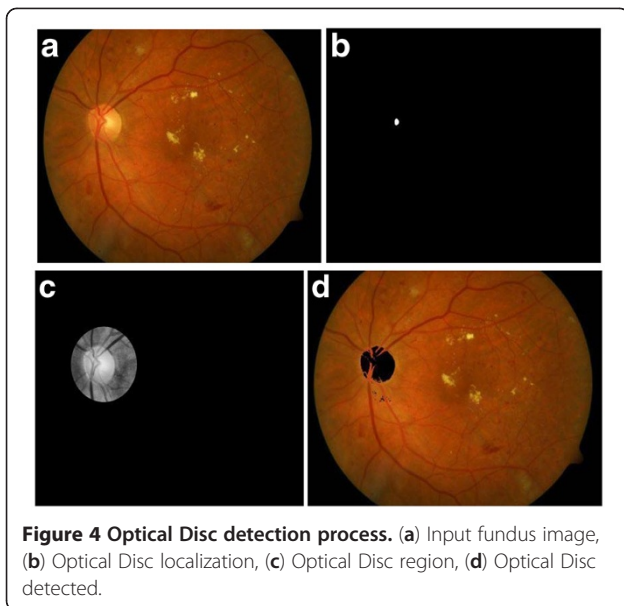 a
b
c
d
Figure 4 Optical Disc detection process. (a) Input fundus image,
(b) Optical Disc localization, (c) Optical Disc region, (d) Optical Disc
detected.